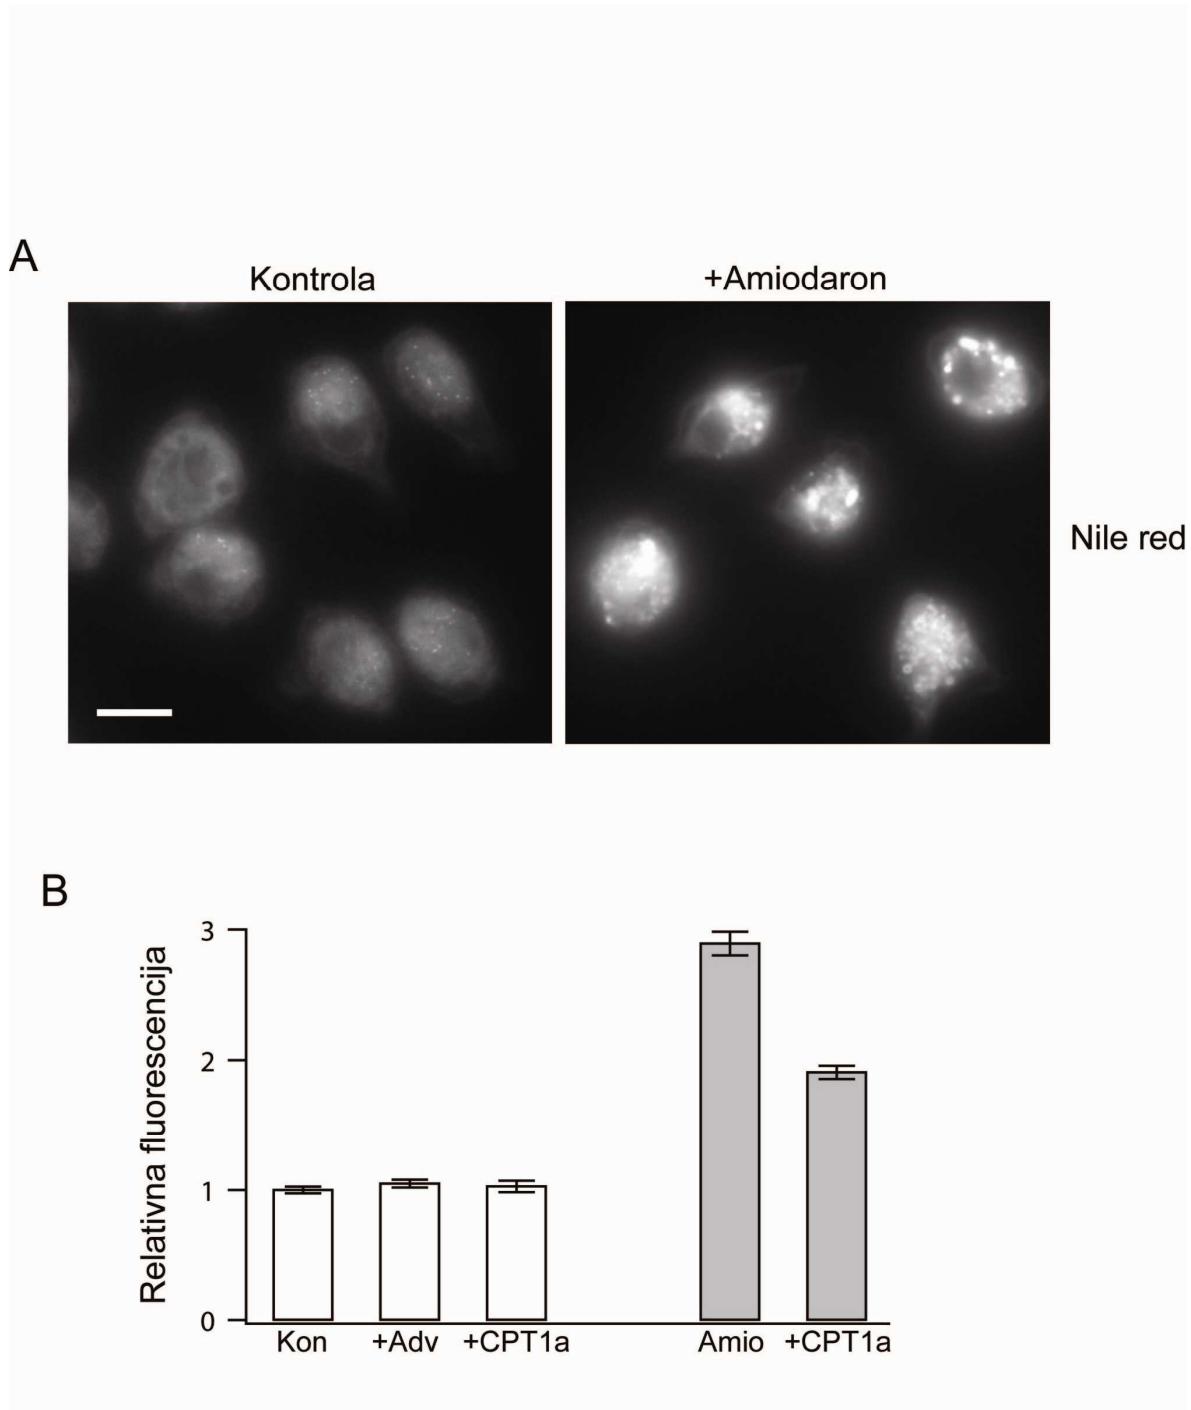 A
Kontrola
+Amiodaron
Nile red
B
Relativna fluorescencija
3
2
1
0
Kon
+Adv
+CPT1a
Amio
+CPT1a